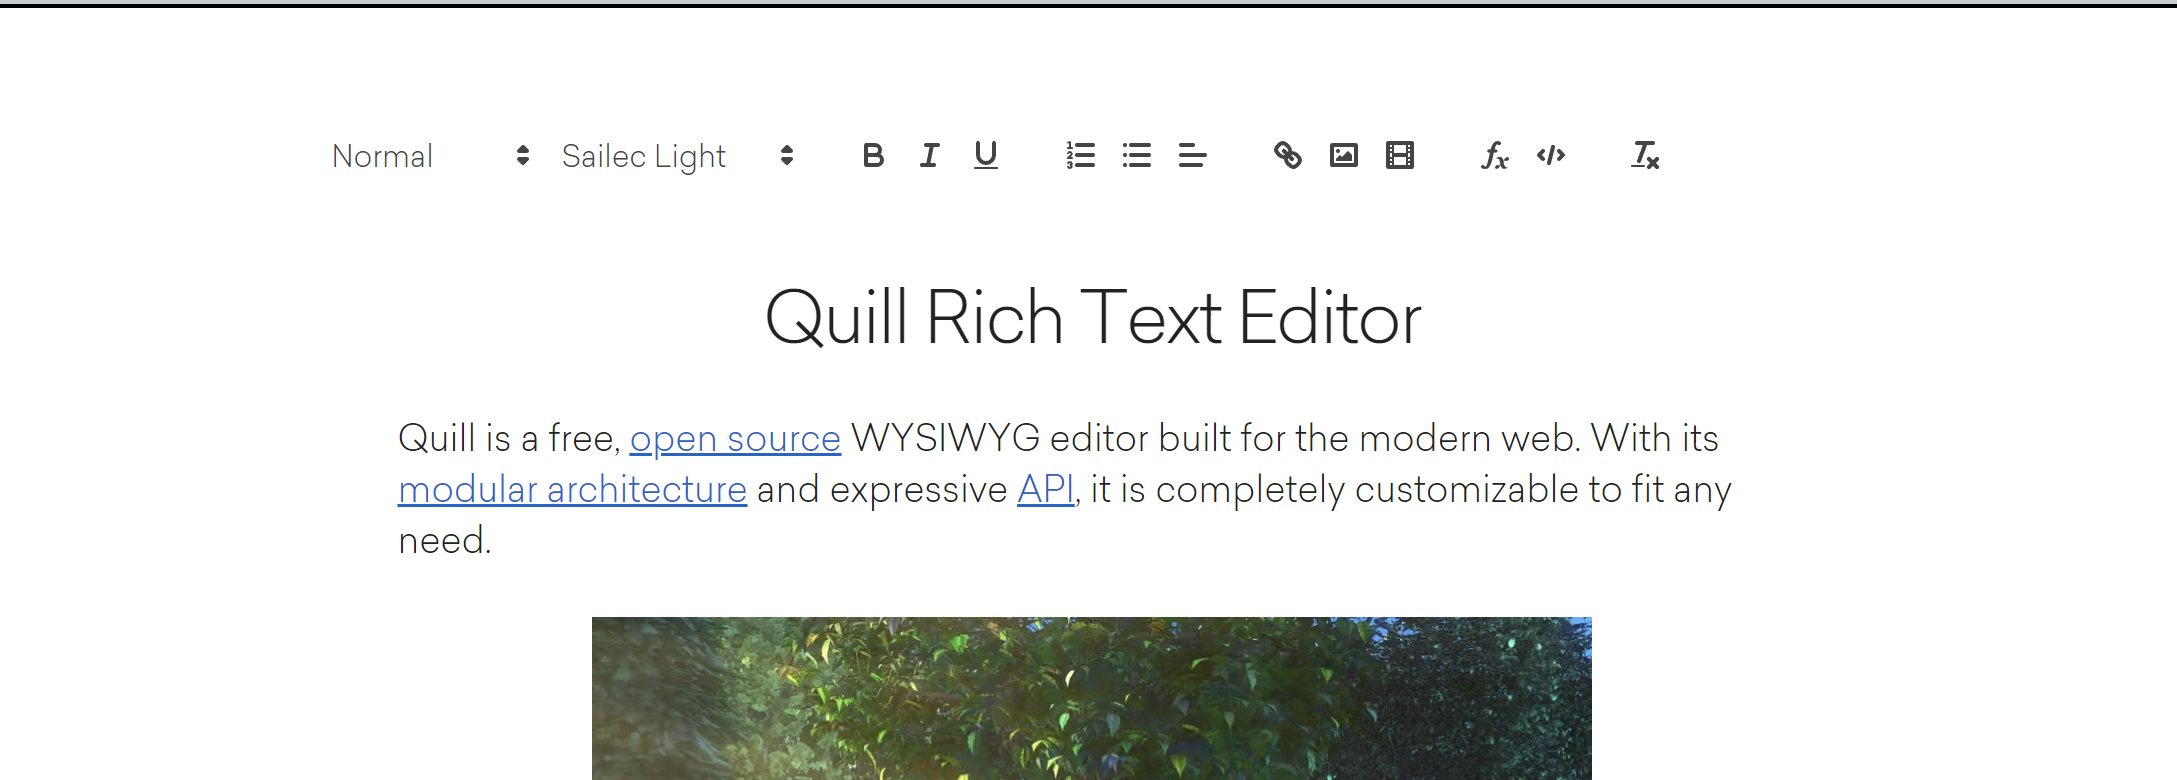 Normal Sailec Light
Quill Rich Text Editor
Quill is a free, open source WYSIWYG editor built for the modern web. With its
modular architecture and expressive API, it is completely customizable to fit any
need.